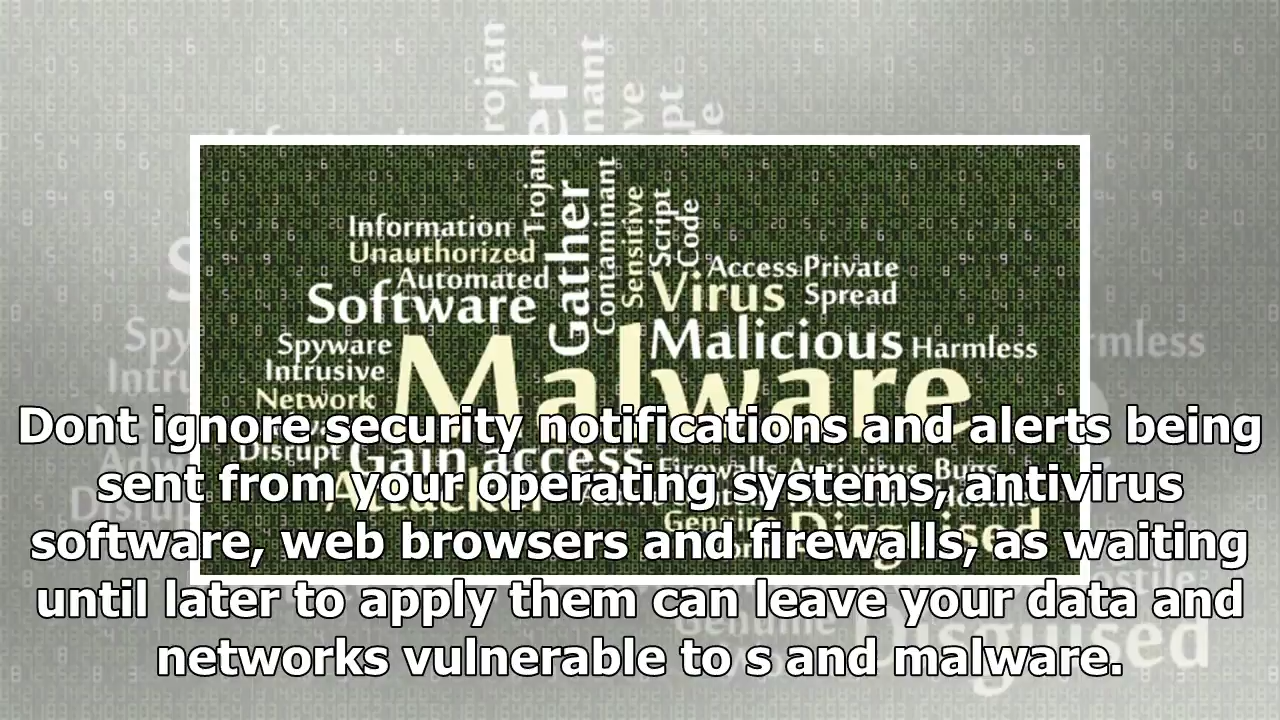 Trojan
Gather
Contaminant
Sensitive
Script
Code
Information
Unauthorized
Automated
Software
Access Private
Virus Spread
Malicious Harmless
Spyware
Intrusive
Network
Malware
Disrupt Gain access Firewalls Antivirus Bugs
Attacker
Genuine Disguised
Dont ignore security notifications and alerts being
sent from your operating systems, antivirus
software, web browsers and firewalls, as waiting
until later to apply them can leave your data and
networks vulnerable to s and malware.